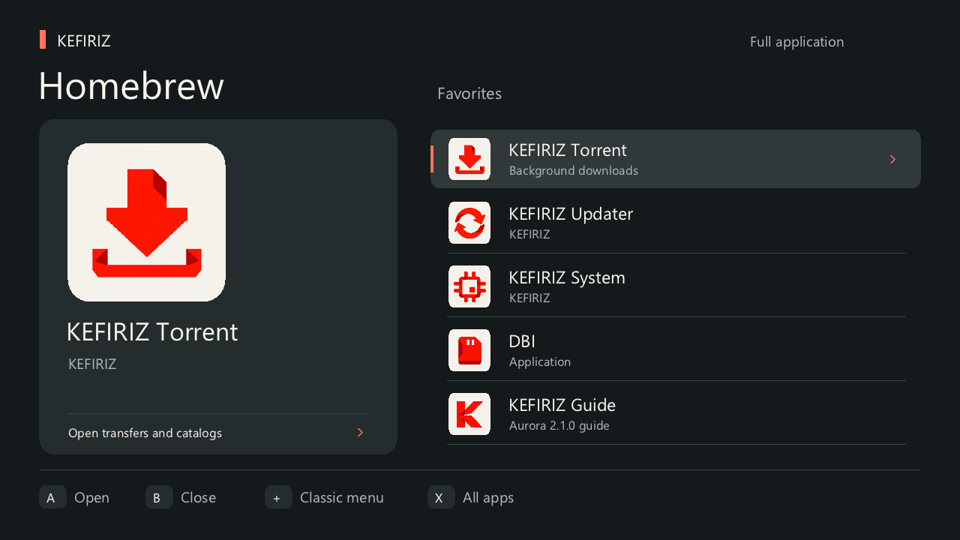 KEFIRIZ
Full application
Homebrew
Favorites
KEFIRIZ Torrent
KEFIRIZ
Open transfers and catalogs
KEFIRIZ Torrent
Background downloads
KEFIRIZ Updater
KEFIRIZ
KEFIRIZ System
KEFIRIZ
DBI
Application
KEFIRIZ Guide
Aurora 2.1.0 guide
A Open B Close + Classic menu X All apps